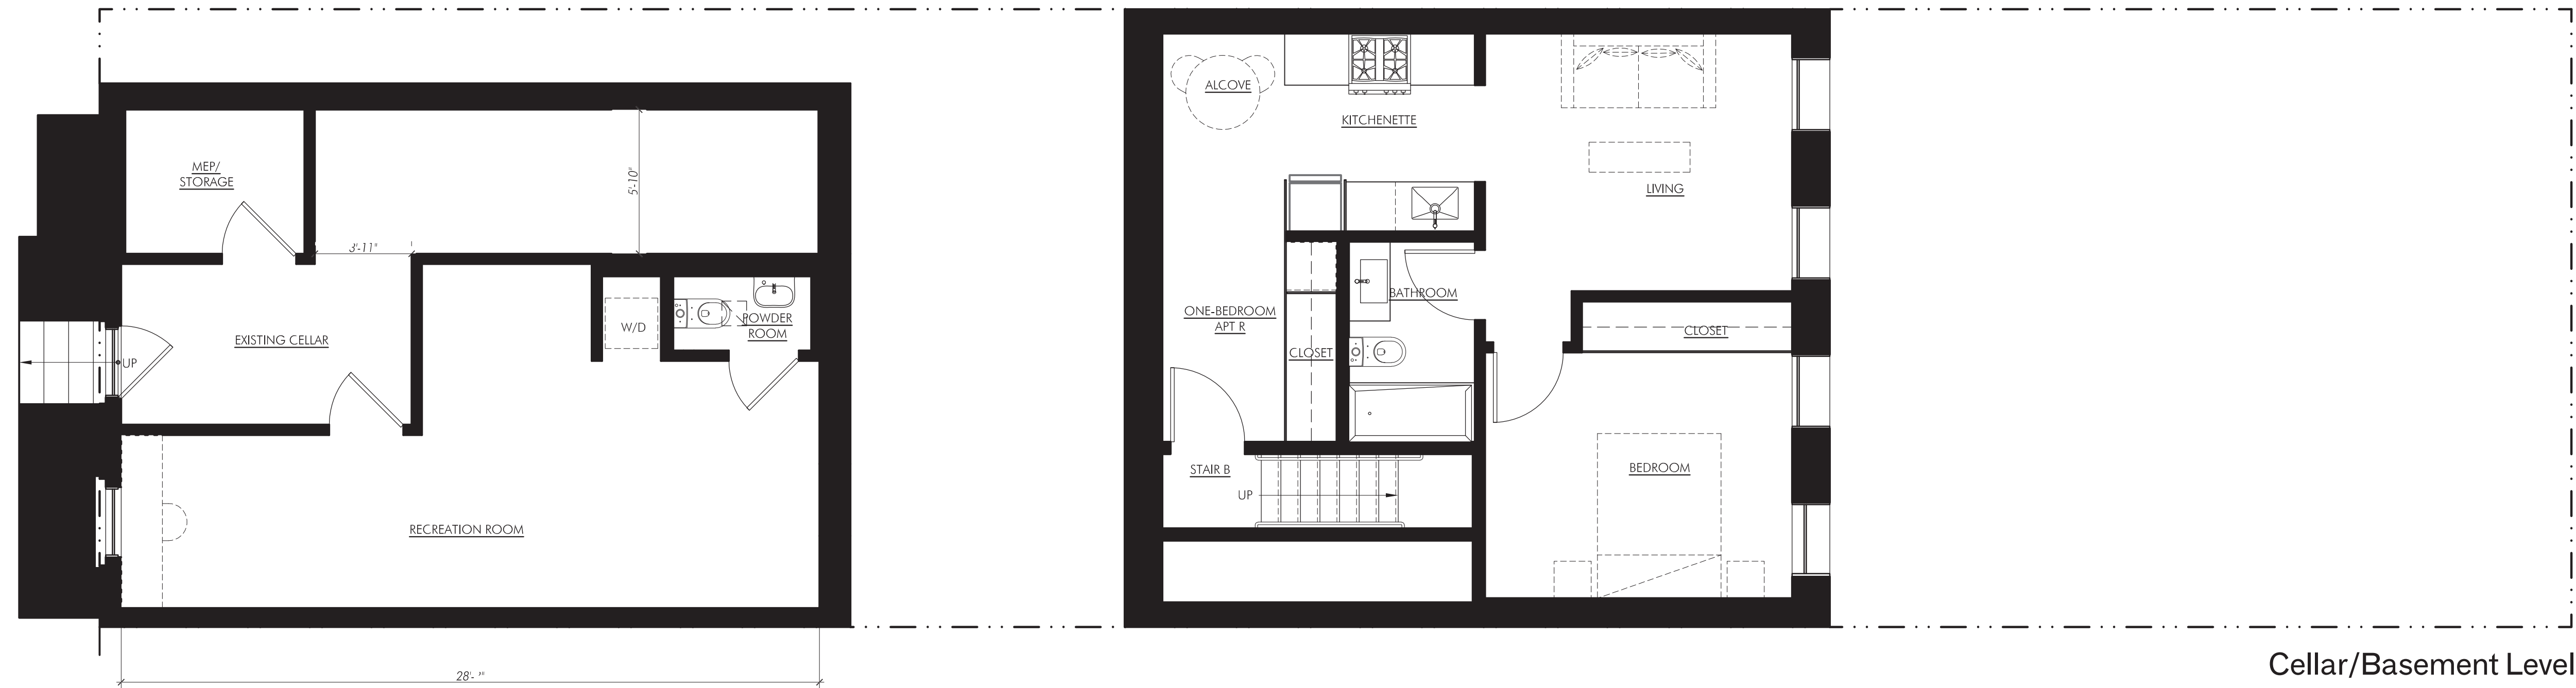 MEP/
STORAGE
5'-10"
3'-11"
EXISTING CELLAR
UP
W/D
POWDER
ROOM
RECREATION ROOM
ALCOVE
KITCHENETTE
LIVING
BATHROOM
ONE-BEDROOM
APT R
CLOSET
CLOSET
STAIR B
UP
BEDROOM
Cellar/Basement Level